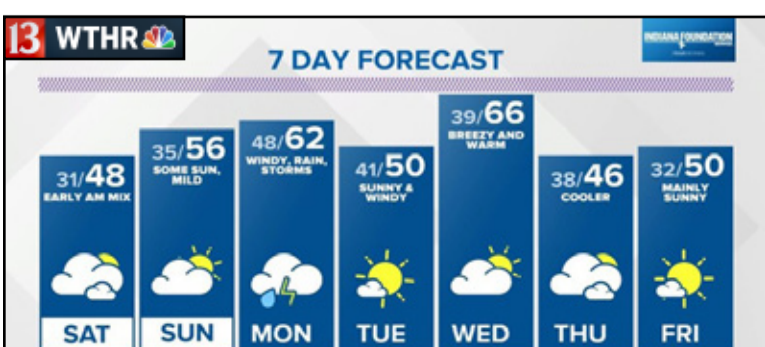 13 WTHR
INDIANA FOUNDATION
7 DAY FORECAST
31/48
EARLY AM MIX
SAT
35/56
SOME SUN,
MILD
SUN
48/62
WINDY, RAIN,
STORMS
MON
41/50
SUNNY &
WINDY
TUE
39/66
BREEZY AND
WARM
WED
38/46
COOLER
THU
32/50
MAINLY
SUNNY
FRI